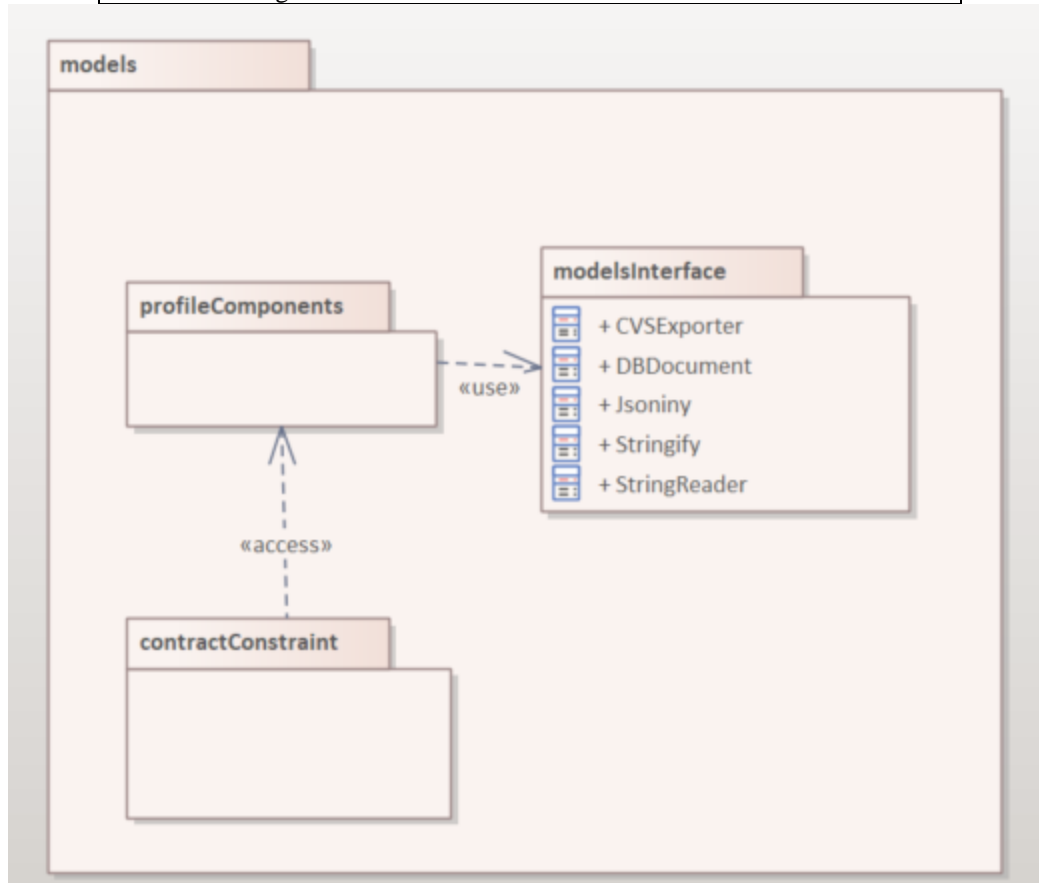 models
modelsInterface
+ CVSExporter
+ DBDocument
+ Jsoniny
+ Stringify
+ StringReader
profileComponents
«use»
«access»
contractConstraint